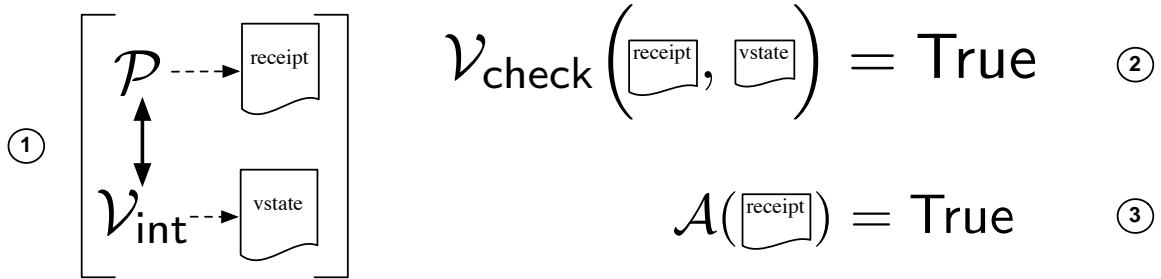 1
P receipt
V_int vstate
V_check(receipt, vstate) = True 2
A(receipt) = True 3